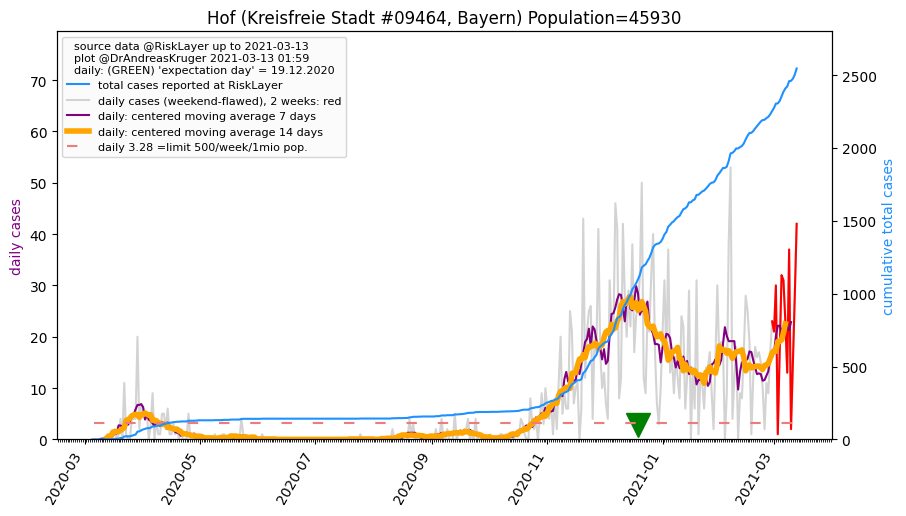 Hof (Kreisfreie Stadt #09464, Bayern) Population=45930
source data @RiskLayer up to 2021-03-13
plot @DrAndreasKruger 2021-03-13 01:59
daily: (GREEN) 'expectation day' = 19.12.2020
total cases reported at RiskLayer
daily cases (weekend-flawed), 2 weeks: red
daily: centered moving average 7 days
daily: centered moving average 14 days
daily 3.28 =limit 500/week/1mio pop.
daily cases
70
60
50
40
30
20
10
0
cumulative total cases
2500
2000
1500
1000
500
0
2020-03
2020-05
2020-07
2020-09
2020-11
2021-01
2021-03